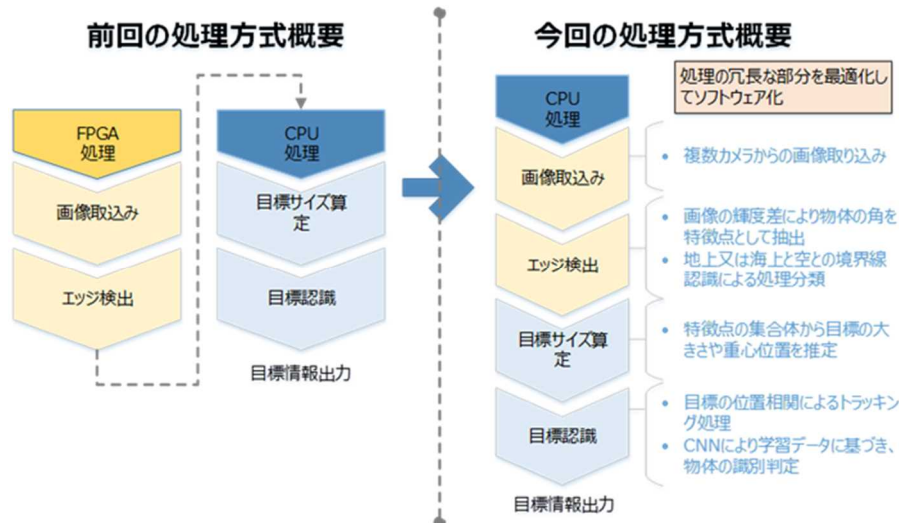 前回の処理方式概要
FPGA
処理
画像取込み
エッジ検出
CPU
処理
目標サイズ算
定
目標認識
目標情報出力
今回の処理方式概要
処理の冗長な部分を最適化し
てソフトウェア化
CPU
処理
画像取込み
• 複数カメラからの画像取り込み
エッジ検出
• 画像の輝度差により物体の角を
特徴点として抽出
• 地上又は海上と空との境界線
認識による処理分類
目標サイズ算
定
• 特徴点の集合体から目標の大
きさや重心位置を推定
目標認識
• 目標の位置相関によるトラッキン
グ処理
• CNNにより学習データに基づき、
物体の識別判定
目標情報出力